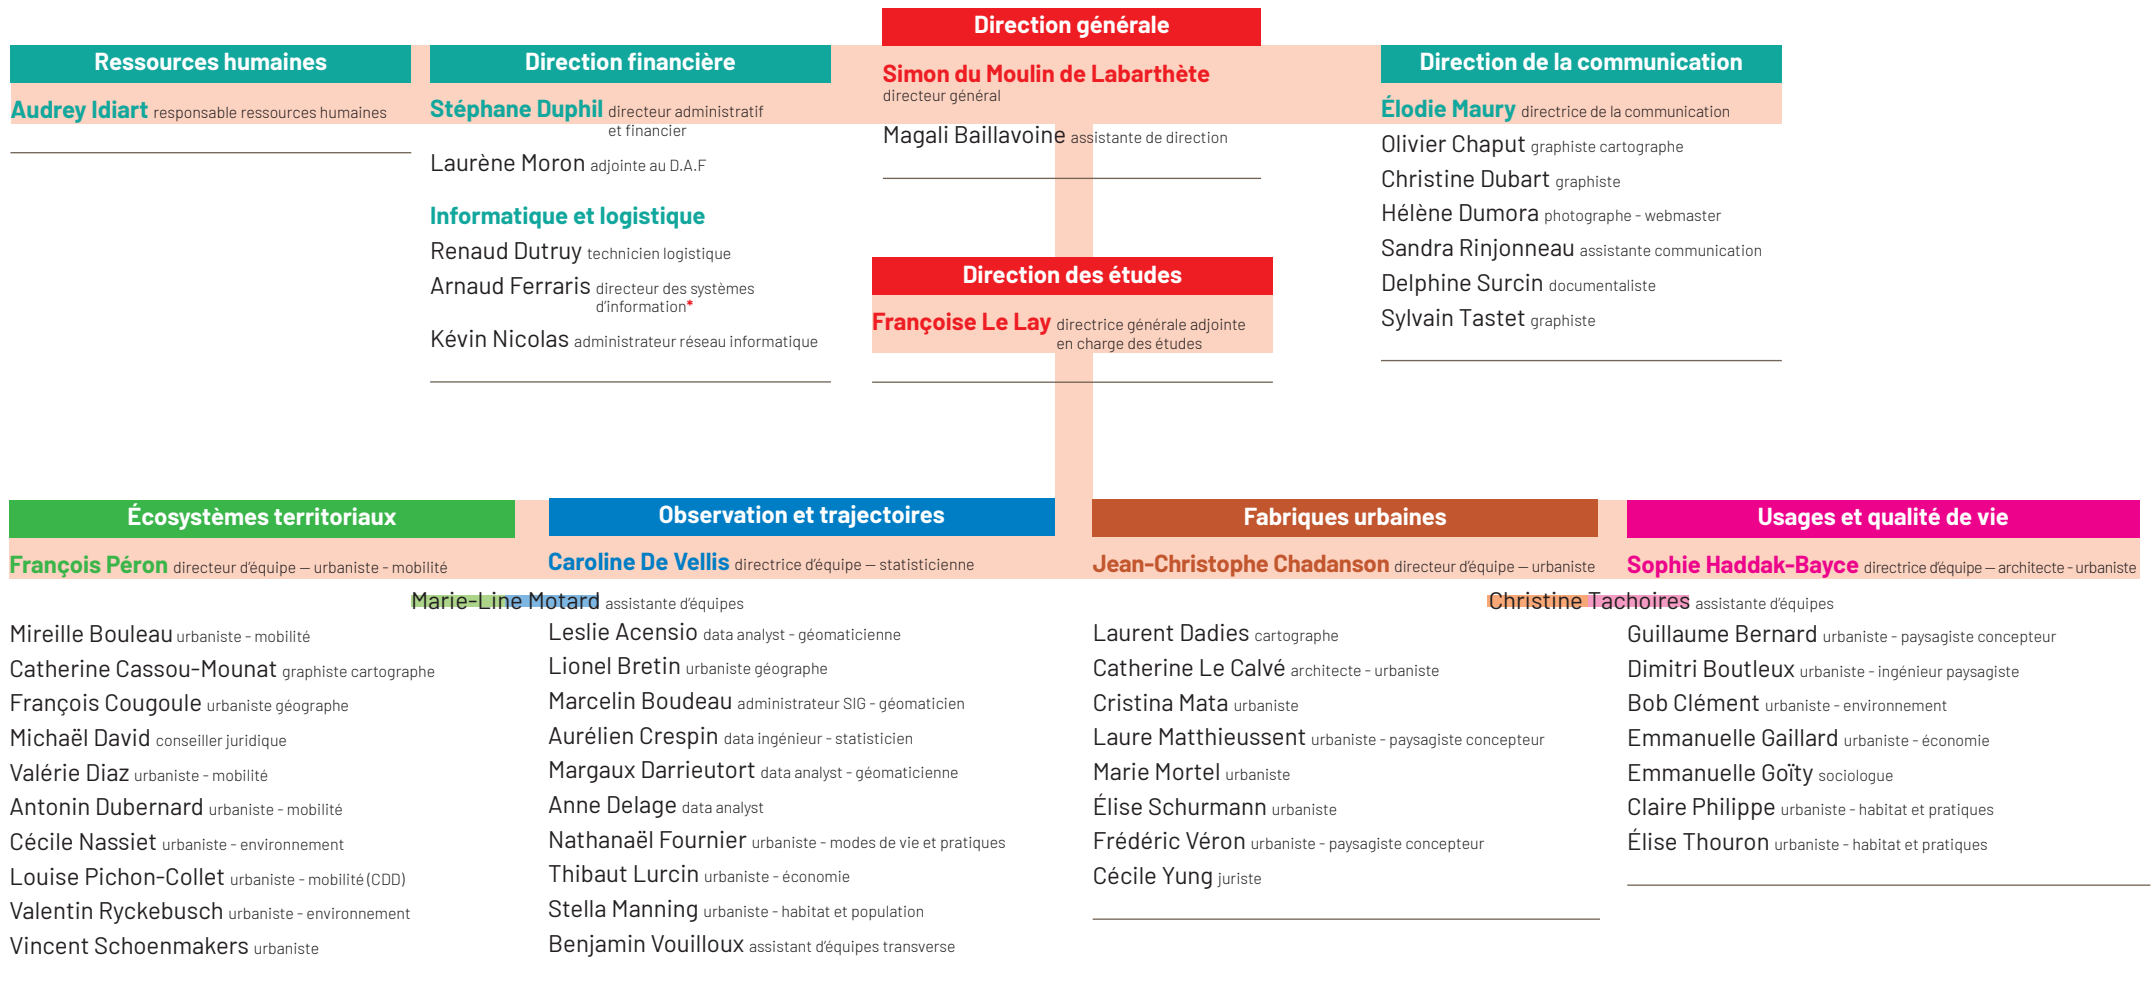 Direction générale
Simon du Moulin de Labarthète
directeur général
Magali Baillavoine assistante de direction
Ressources humaines
Audrey Idiart responsable ressources humaines
Direction financière
Stéphane Duphil directeur administratif
et financier
Laurène Moron adjointe au D.A.F
Informatique et logistique
Renaud Dutruy technicien logistique
Arnaud Ferraris directeur des systèmes
d'information*
Kévin Nicolas administrateur réseau informatique
Direction des études
Françoise Le Lay directrice générale adjointe
en charge des études
Direction de la communication
Élodie Maury directrice de la communication
Olivier Chaput graphiste cartographe
Christine Dubart graphiste
Hélène Dumora photographe - webmaster
Sandra Rinjonneau assistante communication
Delphine Surcin documentaliste
Sylvain Tastet graphiste
Écosystèmes territoriaux
François Péron directeur d'équipe – urbaniste - mobilité
Marie-Line Motard assistante d'équipes
Mireille Bouleau urbaniste - mobilité
Catherine Cassou-Mounat graphiste cartographe
François Cougoule urbaniste géographe
Michaël David conseiller juridique
Valérie Diaz urbaniste - mobilité
Antonin Dubernard urbaniste - mobilité
Cécile Nassiet urbaniste - environnement
Louise Pichon-Collet urbaniste - mobilité (CDD)
Valentin Ryckebusch urbaniste - environnement
Vincent Schoenmakers urbaniste
Observation et trajectoires
Caroline De Vellis directrice d'équipe – statisticienne
Leslie Acensio data analyst - géomaticienne
Lionel Bretin urbaniste géographe
Marcelin Boudeau administrateur SIG - géomaticien
Aurélien Crespin data ingénieur - statisticien
Margaux Darrieutort data analyst - géomaticienne
Anne Delage data analyst
Nathanaël Fournier urbaniste - modes de vie et pratiques
Thibaut Lurcin urbaniste - économie
Stella Manning urbaniste - habitat et population
Benjamin Vouilloux assistant d'équipes transverse
Fabriques urbaines
Jean-Christophe Chadanson directeur d'équipe – urbaniste
Christine Tachoires assistante d'équipes
Laurent Dadies cartographe
Catherine Le Calvé architecte - urbaniste
Cristina Mata urbaniste
Laure Matthieussent urbaniste - paysagiste concepteur
Marie Mortel urbaniste
Élise Schurmann urbaniste
Frédéric Véron urbaniste - paysagiste concepteur
Cécile Yung juriste
Usages et qualité de vie
Sophie Haddak-Bayce directrice d'équipe – architecte - urbaniste
Guillaume Bernard urbaniste - paysagiste concepteur
Dimitri Boutleux urbaniste - ingénieur paysagiste
Bob Clément urbaniste - environnement
Emmanuelle Gaillard urbaniste - économie
Emmanuelle Goïty sociologue
Claire Philippe urbaniste - habitat et pratiques
Élise Thouron urbaniste - habitat et pratiques